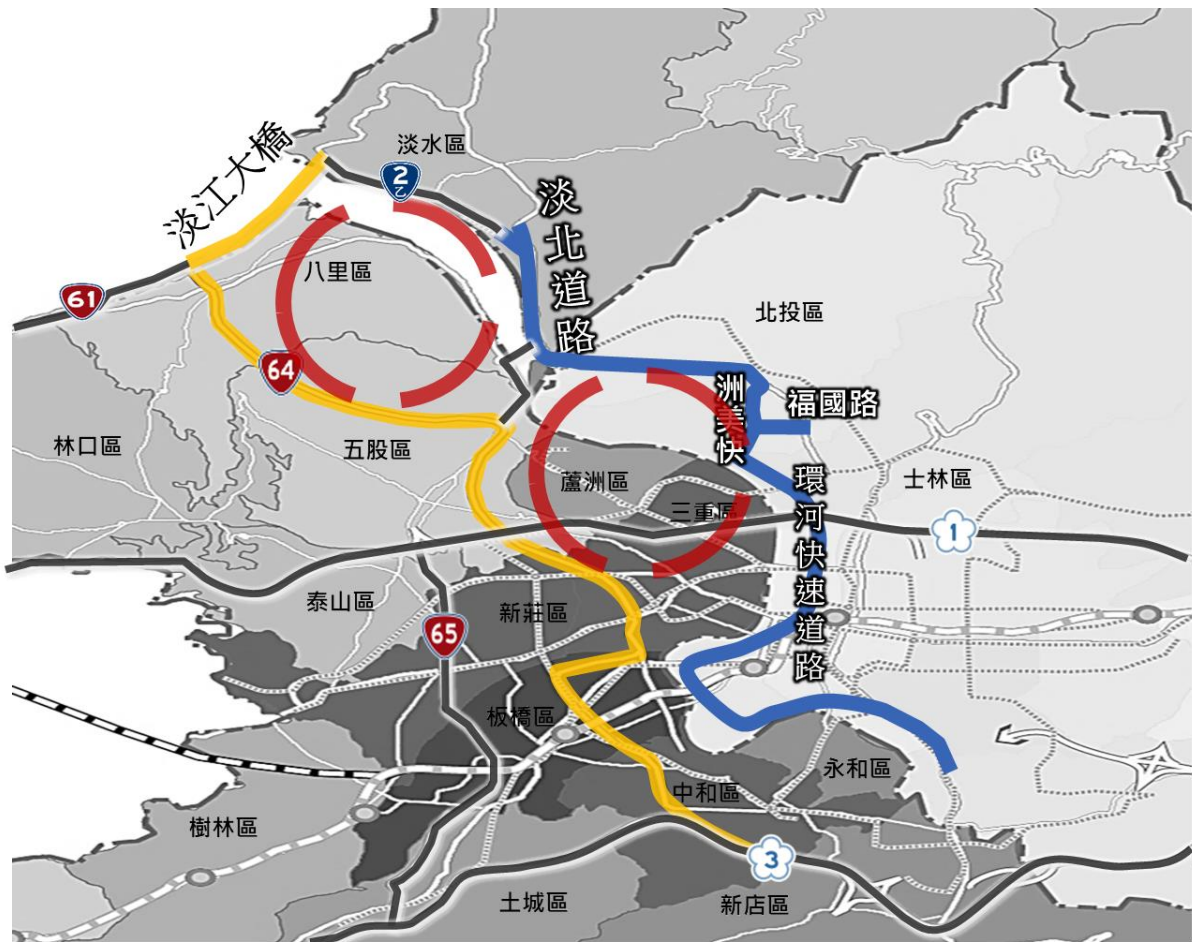 淡江大橋
淡水區
2
乙
淡北道路
八里區
61
64
北投區
洲美快
福國路
林口區
五股區
蘆洲區
三重區
環河快速道路
士林區
1
泰山區
新莊區
65
板橋區
永和區
中和區
樹林區
3
土城區
新店區